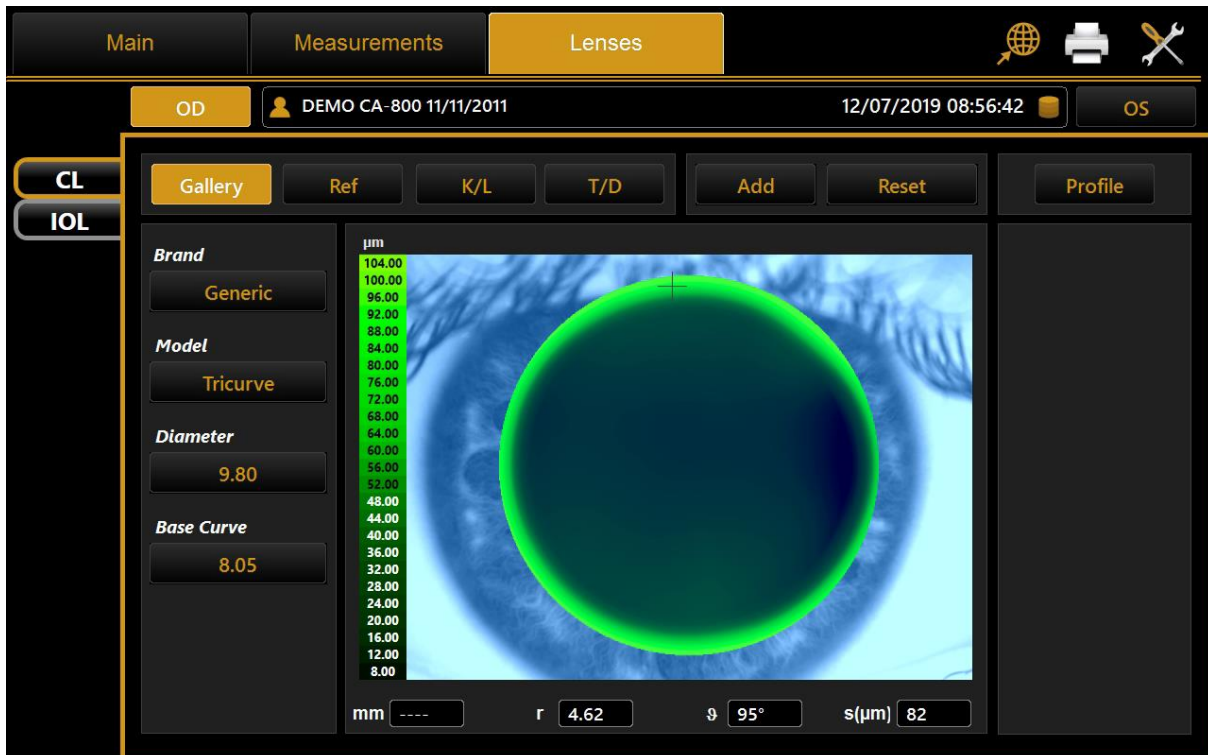 Main Measurements Lenses
OD DEMO CA-800 11/11/2011 12/07/2019 08:56:42 OS
CL
IOL
Gallery Ref K/L T/D Add Reset Profile
Brand
Generic
Model
Tricurve
Diameter
9.80
Base Curve
8.05
µm
104.00
100.00
96.00
92.00
88.00
84.00
80.00
76.00
72.00
68.00
64.00
60.00
56.00
52.00
48.00
44.00
40.00
36.00
32.00
28.00
24.00
20.00
16.00
12.00
8.00
mm ---- r 4.62 ϑ 95° s(µm) 82